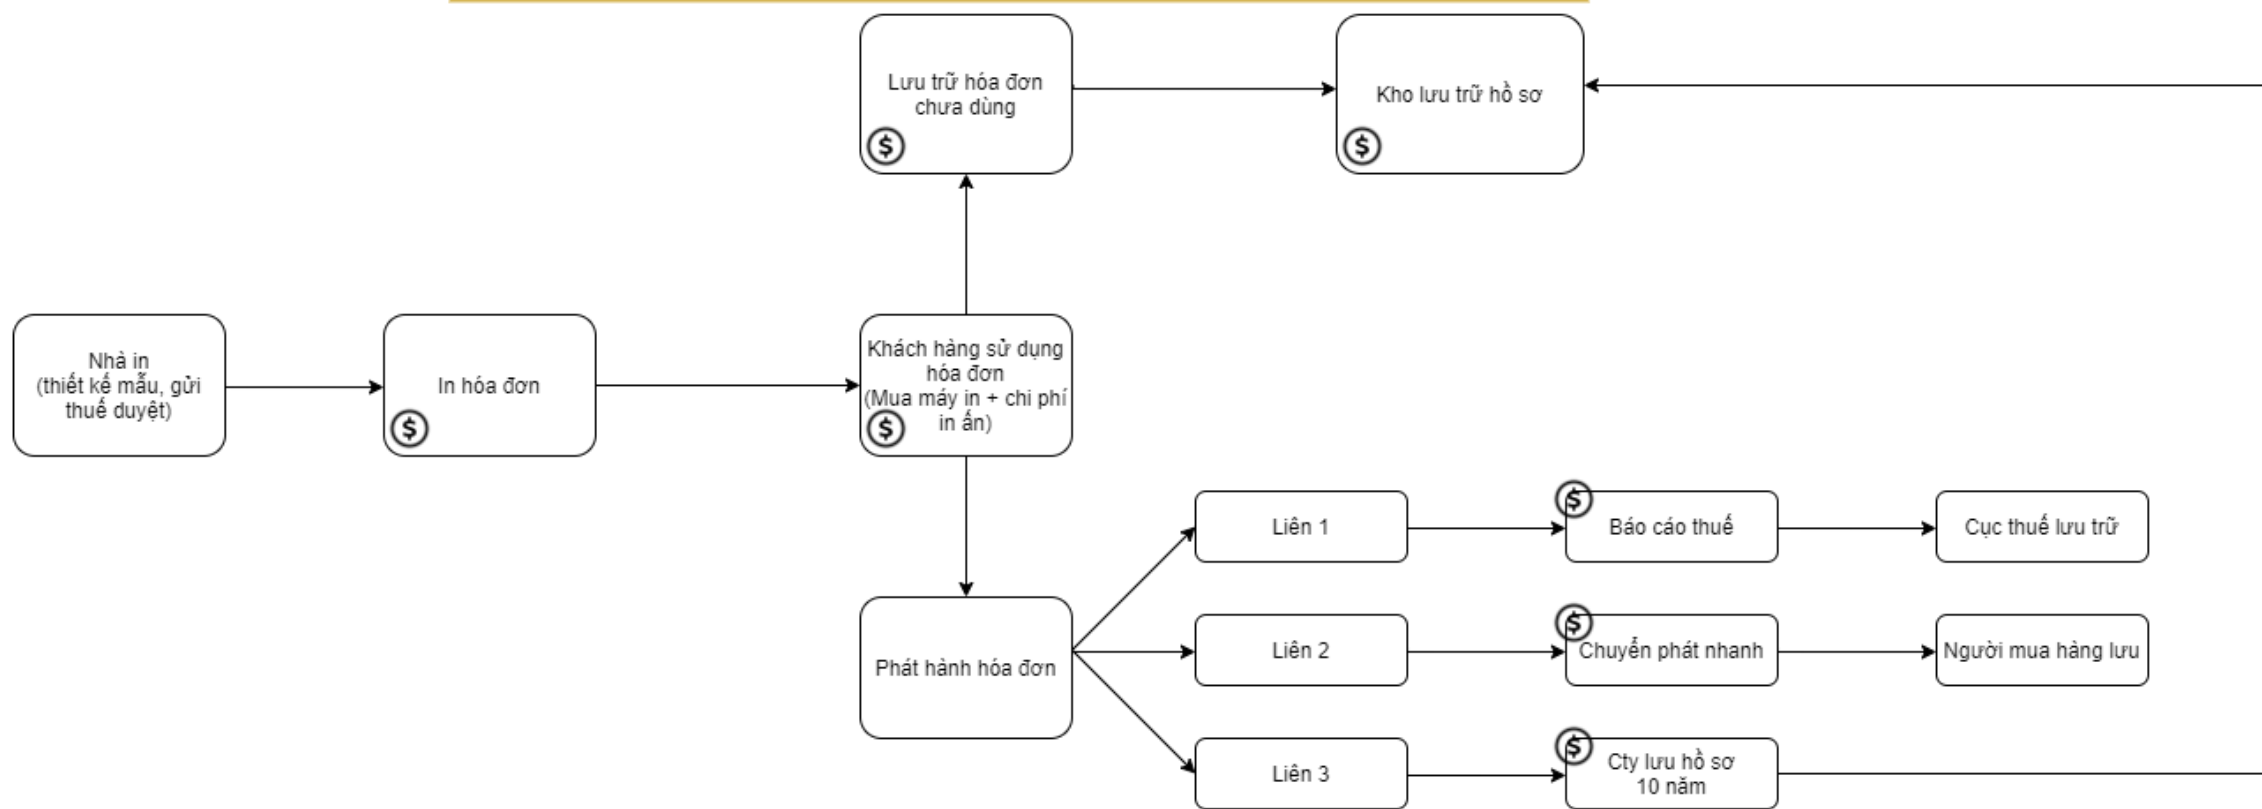 Lưu trữ hóa đơn
chưa dùng
$
Kho lưu trữ hồ sơ
$
Nhà in
(thiết kế mẫu, gửi
thuế duyệt)
In hóa đơn
$
Khách hàng sử dụng
hóa đơn
(Mua máy in + chi phí
in ấn)
$
Phát hành hóa đơn
Liên 1
$
Báo cáo thuế
Cục thuế lưu trữ
Liên 2
$
Chuyển phát nhanh
Người mua hàng lưu
Liên 3
$
Cty lưu hồ sơ
10 năm